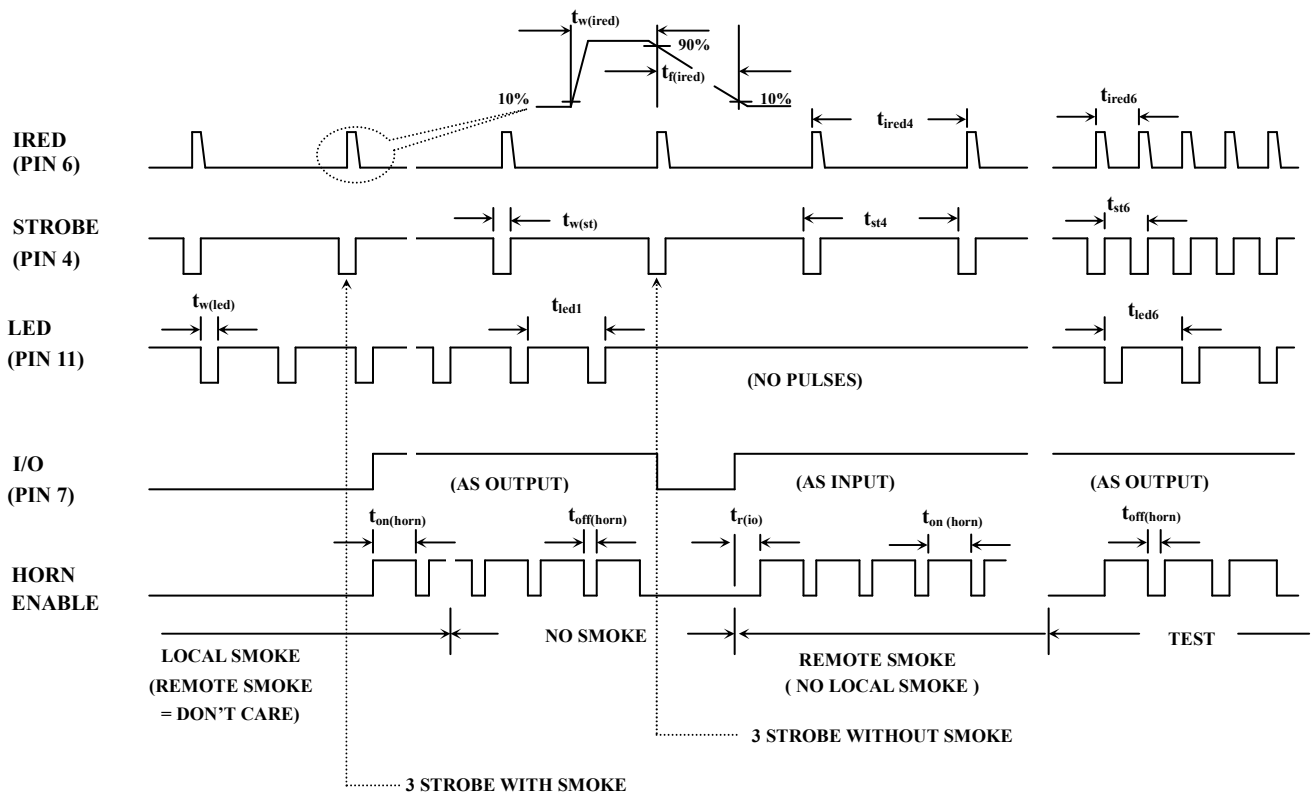 tw(ired)
90%
tf(ired)
10%
10%
tired4
tired6
IRED
(PIN 6)
STROBE
(PIN 4)
tw(st)
tst4
tst6
tw(led)
tled1
tled6
LED
(PIN 11)
(NO PULSES)
I/O
(PIN 7)
(AS OUTPUT)
(AS INPUT)
(AS OUTPUT)
ton(horn)
toff(horn)
tr(io)
ton (horn)
toff(horn)
HORN
ENABLE
LOCAL SMOKE
(REMOTE SMOKE
= DON'T CARE)
NO SMOKE
REMOTE SMOKE
( NO LOCAL SMOKE )
TEST
3 STROBE WITHOUT SMOKE
3 STROBE WITH SMOKE